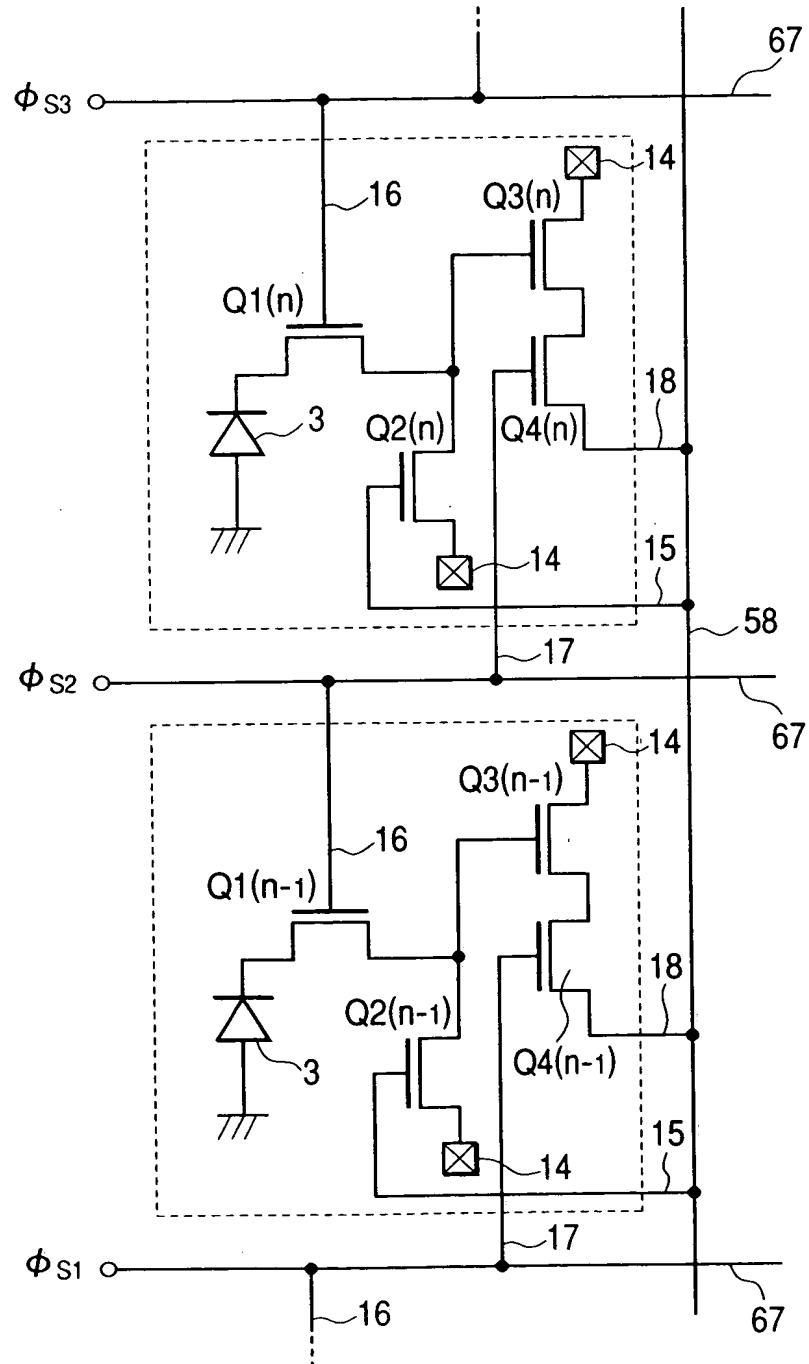 67
ΦS3
14
Q3(n)
16
Q1(n)
18
3
Q2(n)
Q4(n)
14
15
58
17
ΦS2
67
14
Q3(n-1)
16
Q1(n-1)
18
Q2(n-1)
3
Q4(n-1)
15
14
17
ΦS1
16
67